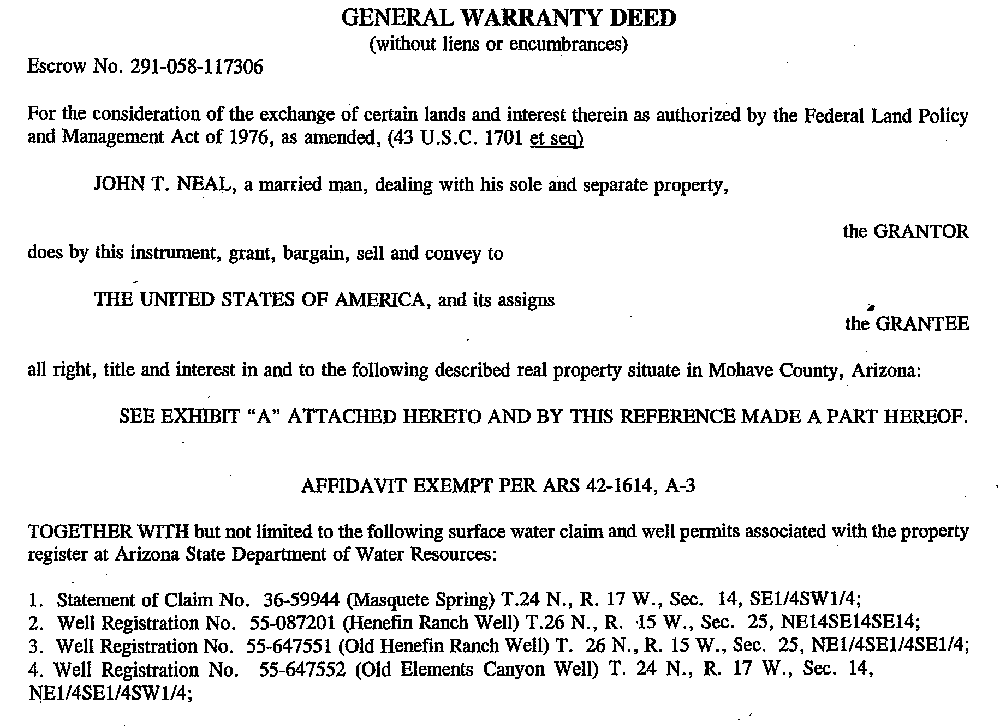 GENERAL WARRANTY DEED
(without liens or encumbrances)
Escrow No. 291-058-117306
For the consideration of the exchange of certain lands and interest therein as authorized by the Federal Land Policy
and Management Act of 1976, as amended, (43 U.S.C. 1701 et seq)
JOHN T. NEAL, a married man, dealing with his sole and separate property,
the GRANTOR
does by this instrument, grant, bargain, sell and convey to
THE UNITED STATES OF AMERICA, and its assigns
the GRANTEE
all right, title and interest in and to the following described real property situate in Mohave County, Arizona:
SEE EXHIBIT “A” ATTACHED HERETO AND BY THIS REFERENCE MADE A PART HEREOF.
AFFIDAVIT EXEMPT PER ARS 42-1614, A-3
TOGETHER WITH but not limited to the following surface water claim and well permits associated with the property
register at Arizona State Department of Water Resources:
1. Statement of Claim No. 36-59944 (Masquete Spring) T.24 N., R. 17 W., Sec. 14, SE1/4SW1/4;
2. Well Registration No. 55-087201 (Henefin Ranch Well) T.26 N., R. 15 W., Sec. 25, NE14SE14SE14;
3. Well Registration No. 55-647551 (Old Henefin Ranch Well) T. 26 N., R. 15 W., Sec. 25, NE1/4SE1/4SE1/4;
4. Well Registration No. 55-647552 (Old Elements Canyon Well) T. 24 N., R. 17 W., Sec. 14,
NE1/4SE1/4SW1/4;